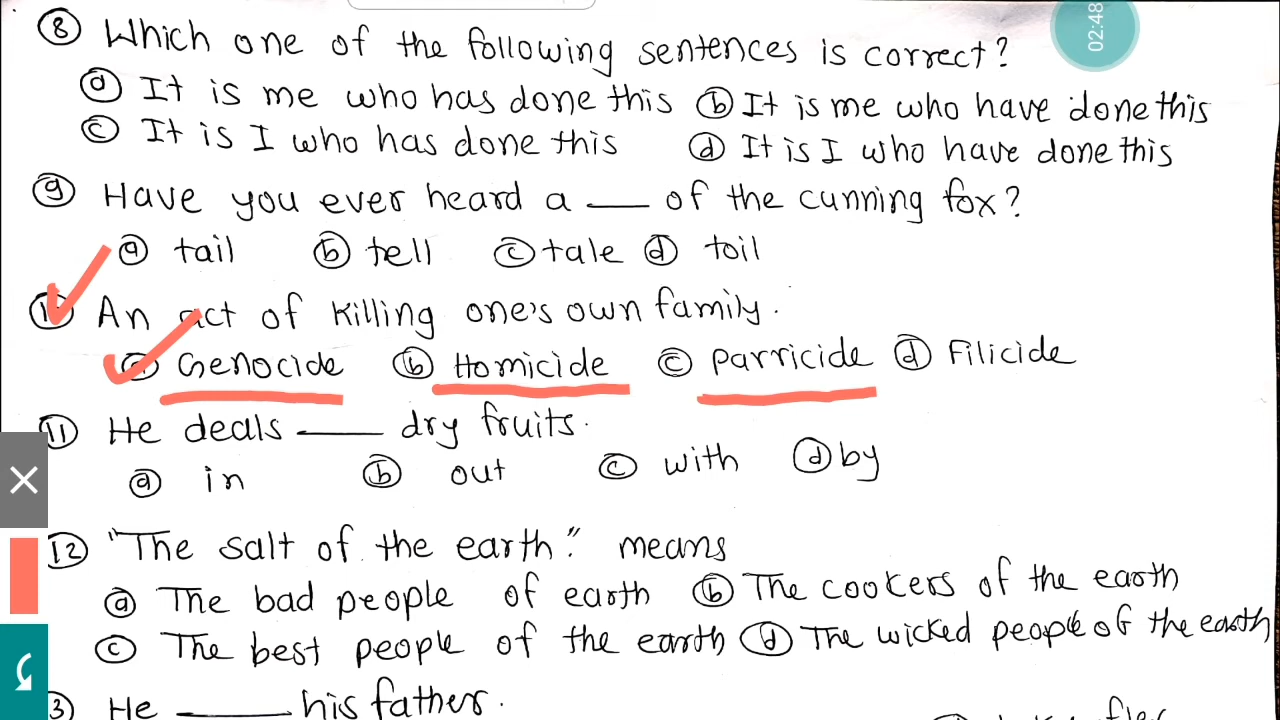 02:48
8 Which one of the following sentences is correct?
a It is me who has done this b It is me who have done this
c It is I who has done this d It is I who have done this
9 Have you ever heard a ___ of the cunning fox?
a tail b tell c tale d toil
An act of killing one's own family.
Genocide b Homicide c Parricide d Filicide
11 He deals ___ dry fruits.
a in b out c with d by
12 "The salt of the earth." means
a The bad people of earth b The cookers of the earth
c The best people of the earth d The wicked people of the earth
3 He ___ his father.